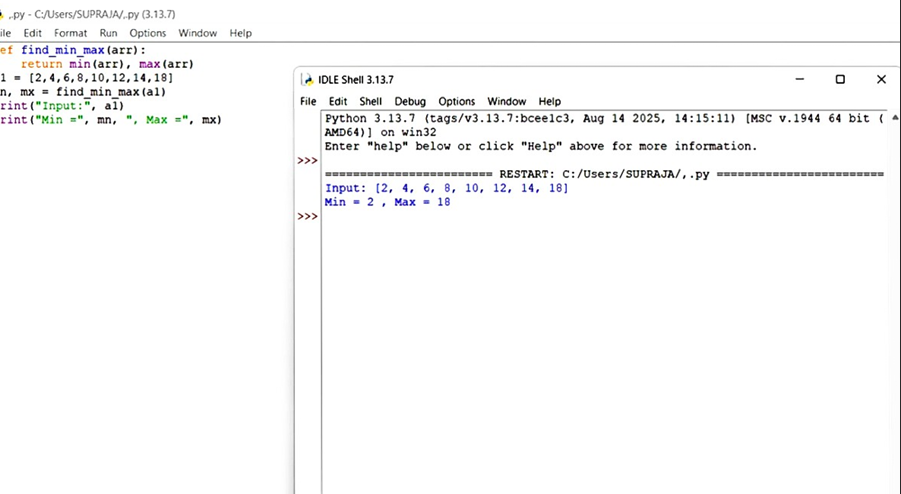 ,.py - C:/Users/SUPRAJA/,.py (3.13.7)
ile Edit Format Run Options Window Help
ef find_min_max(arr):
return min(arr), max(arr)
1 = [2,4,6,8,10,12,14,18]
n, mx = find_min_max(a1)
rint("Input:", a1)
rint("Min =", mn, ", Max =", mx)
IDLE Shell 3.13.7
File Edit Shell Debug Options Window Help
Python 3.13.7 (tags/v3.13.7:bcee1c3, Aug 14 2025, 14:15:11) [MSC v.1944 64 bit (
AMD64)] on win32
Enter "help" below or click "Help" above for more information.
>>>
======================== RESTART: C:/Users/SUPRAJA/,.py ========================
Input: [2, 4, 6, 8, 10, 12, 14, 18]
Min = 2 , Max = 18
>>>